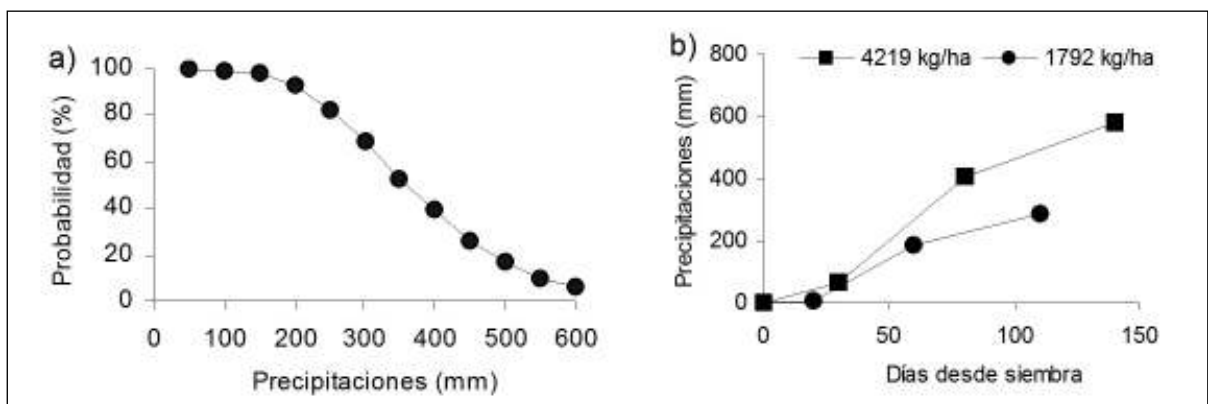 a)
Probabilidad (%)
100
80
60
40
20
0
0 100 200 300 400 500 600
Precipitaciones (mm)
b)
4219 kg/ha 1792 kg/ha
Precipitaciones (mm)
800
600
400
200
0
0 50 100 150
Días desde siembra